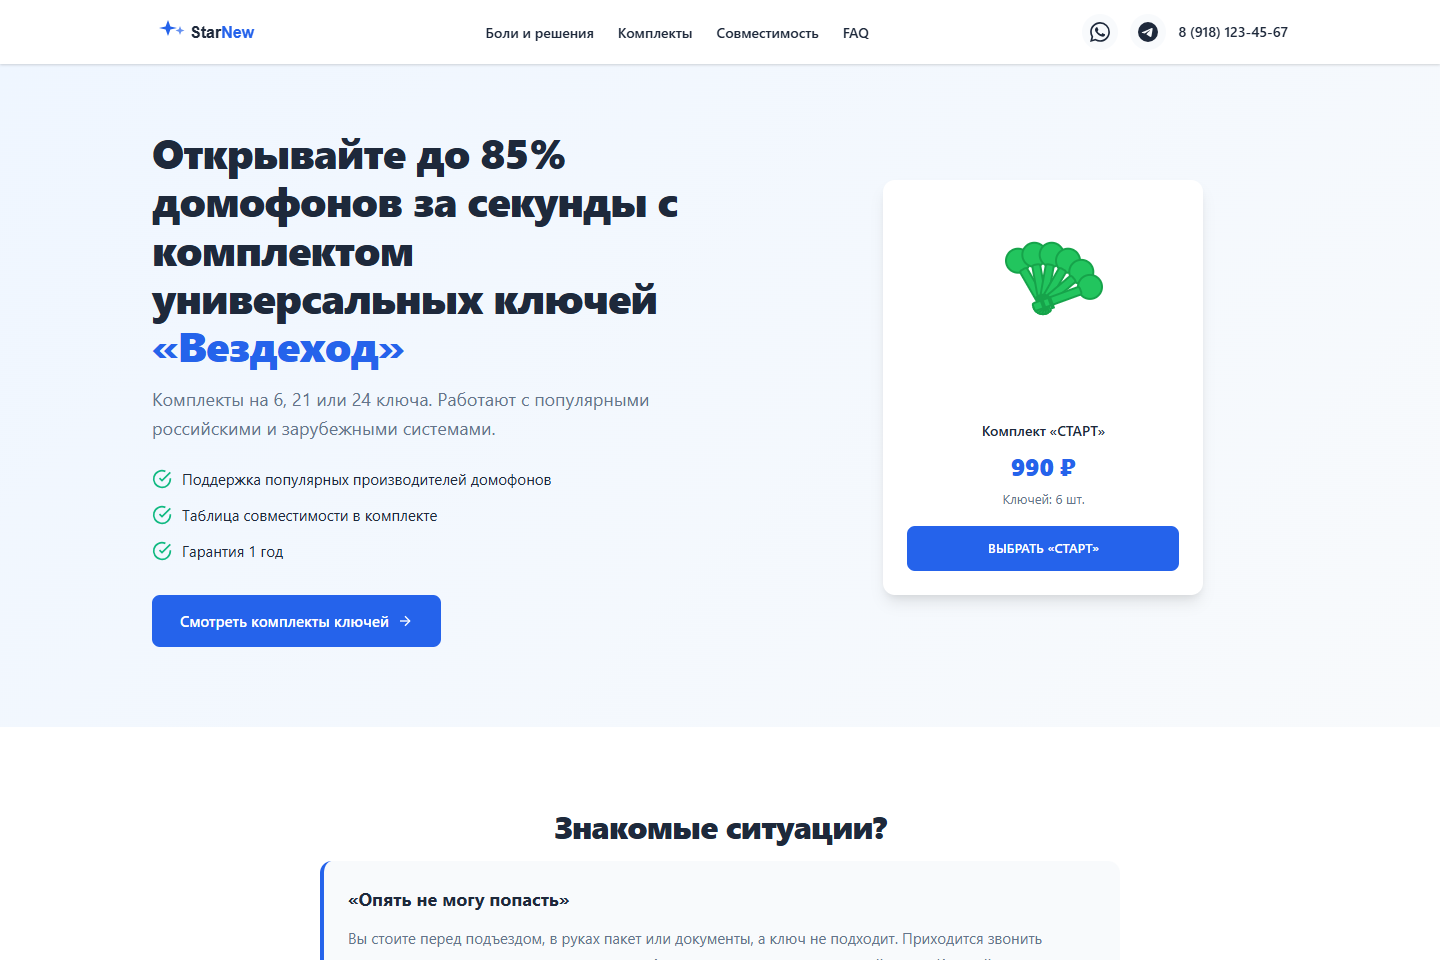 StarNew
Боли и решения
Комплекты
Совместимость
FAQ
8 (918) 123-45-67
Открывайте до 85%
домофонов за секунды с
комплектом
универсальных ключей
«Вездеход»
Комплекты на 6, 21 или 24 ключа. Работают с популярными
российскими и зарубежными системами.
Поддержка популярных производителей домофонов
Таблица совместимости в комплекте
Гарантия 1 год
Смотреть комплекты ключей
Комплект «СТАРТ»
990 ₽
Ключей: 6 шт.
ВЫБРАТЬ «СТАРТ»
Знакомые ситуации?
«Опять не могу попасть»
Вы стоите перед подъездом, в руках пакет или документы, а ключ не подходит. Приходится звонить